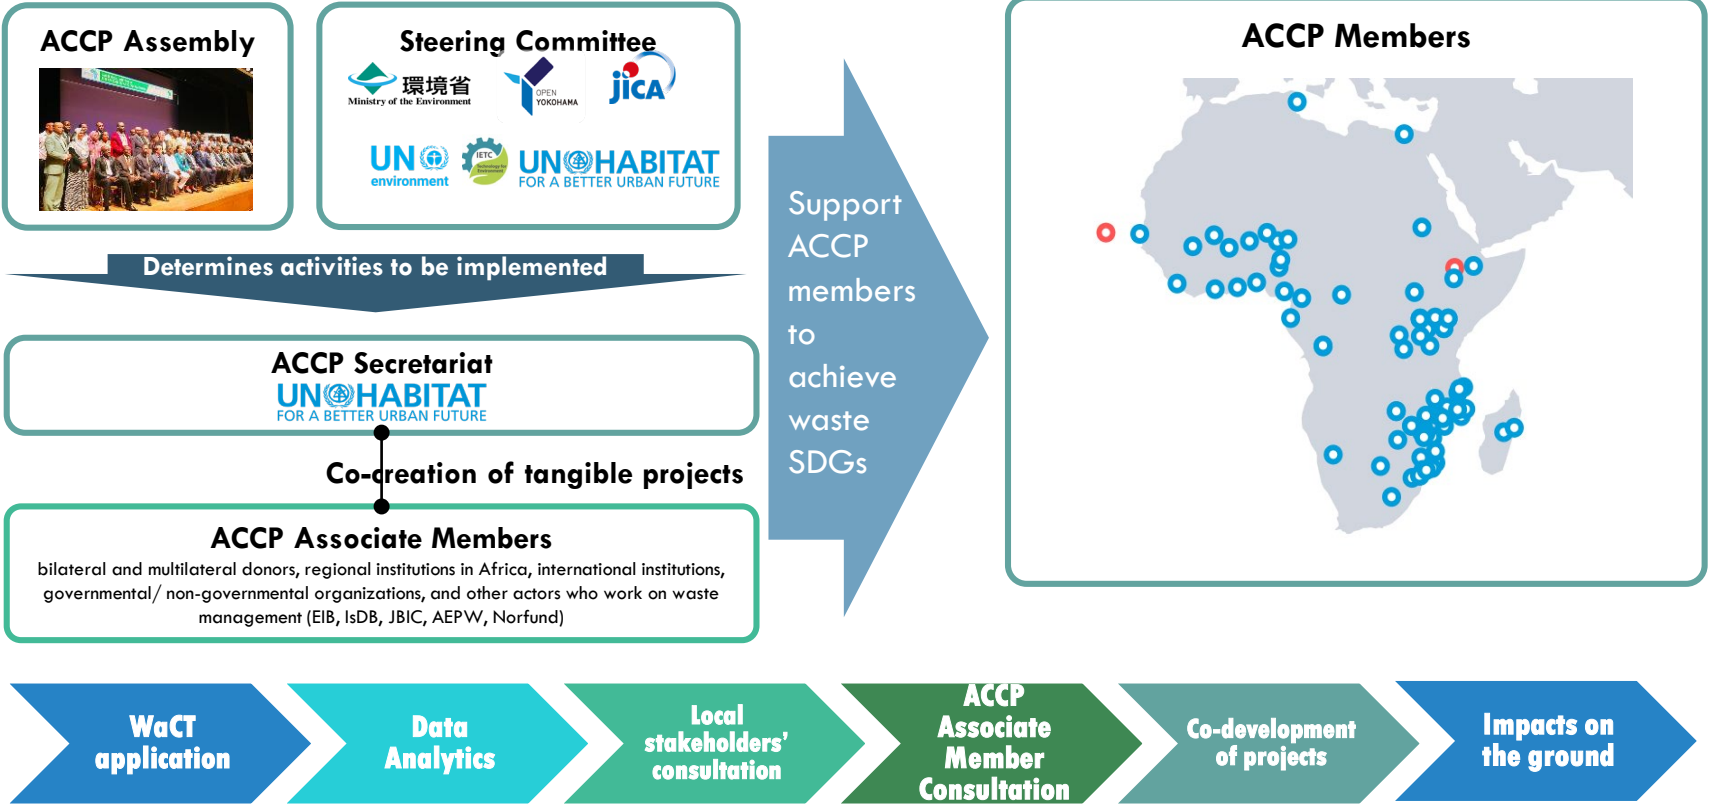 ACCP Assembly
Steering Committee
環境省
Ministry of the Environment
OPEN
YOKOHAMA
jICA
UN
environment
IETC
UN HABITAT
FOR A BETTER URBAN FUTURE
Determines activities to be implemented
ACCP Secretariat
UN HABITAT
FOR A BETTER URBAN FUTURE
Co-creation of tangible projects
ACCP Associate Members
bilateral and multilateral donors, regional institutions in Africa, international institutions,
governmental/ non-governmental organizations, and other actors who work on waste
management (EIB, IsDB, JBIC, AEPW, Norfund)
Support
ACCP
members
to
achieve
waste
SDGs
ACCP Members
WaCT
application
Data
Analytics
Local
stakeholders’
consultation
ACCP
Associate
Member
Consultation
Co-development
of projects
Impacts on
the ground